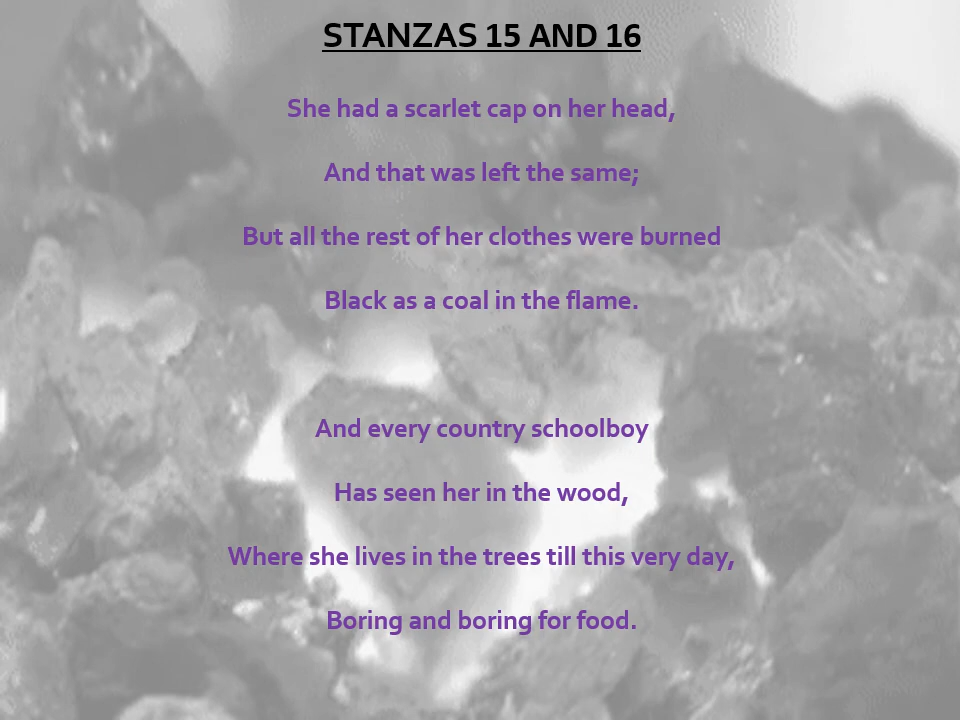 STANZAS 15 AND 16
She had a scarlet cap on her head,
And that was left the same;
But all the rest of her clothes were burned
Black as a coal in the flame.
And every country schoolboy
Has seen her in the wood,
Where she lives in the trees till this very day,
Boring and boring for food.